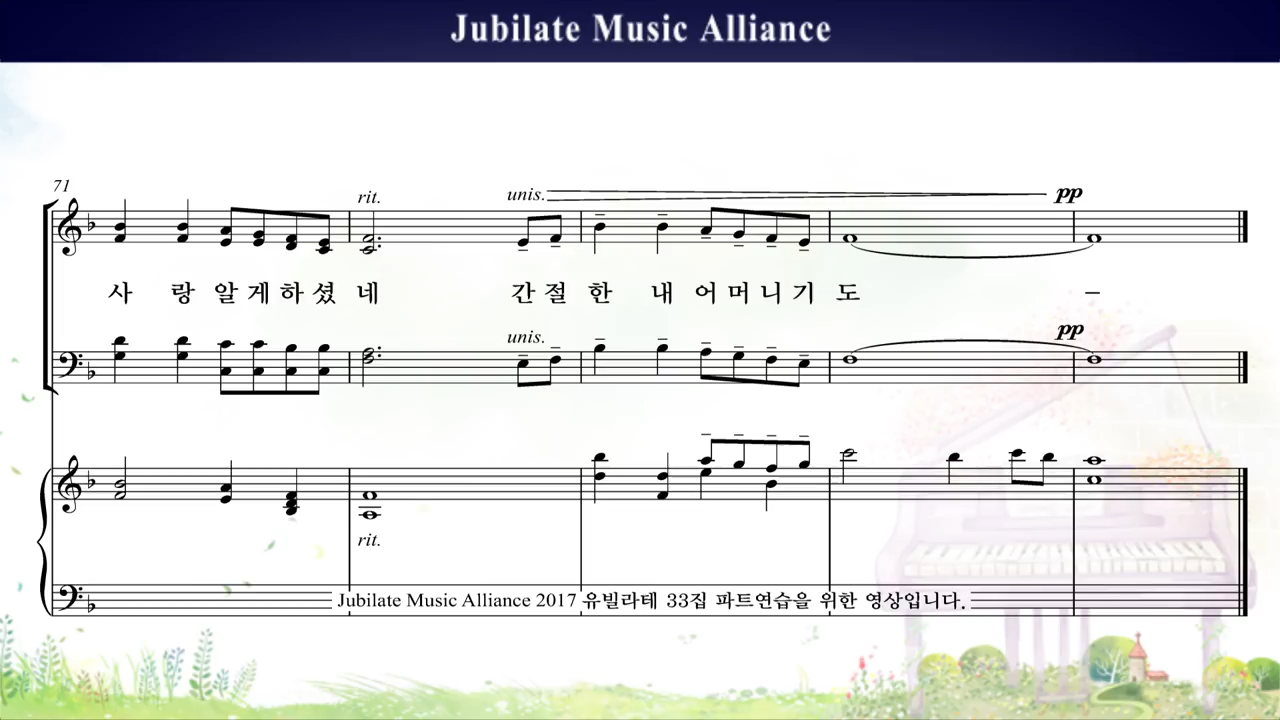 Jubilate Music Alliance
71
rit.
unis.
pp
사 랑 알 게 하 셨 네 간 절 한 내 어 머 니 기 도 –
unis.
pp
rit.
Jubilate Music Alliance 2017 유빌라테 33집 파트연습을 위한 영상입니다.